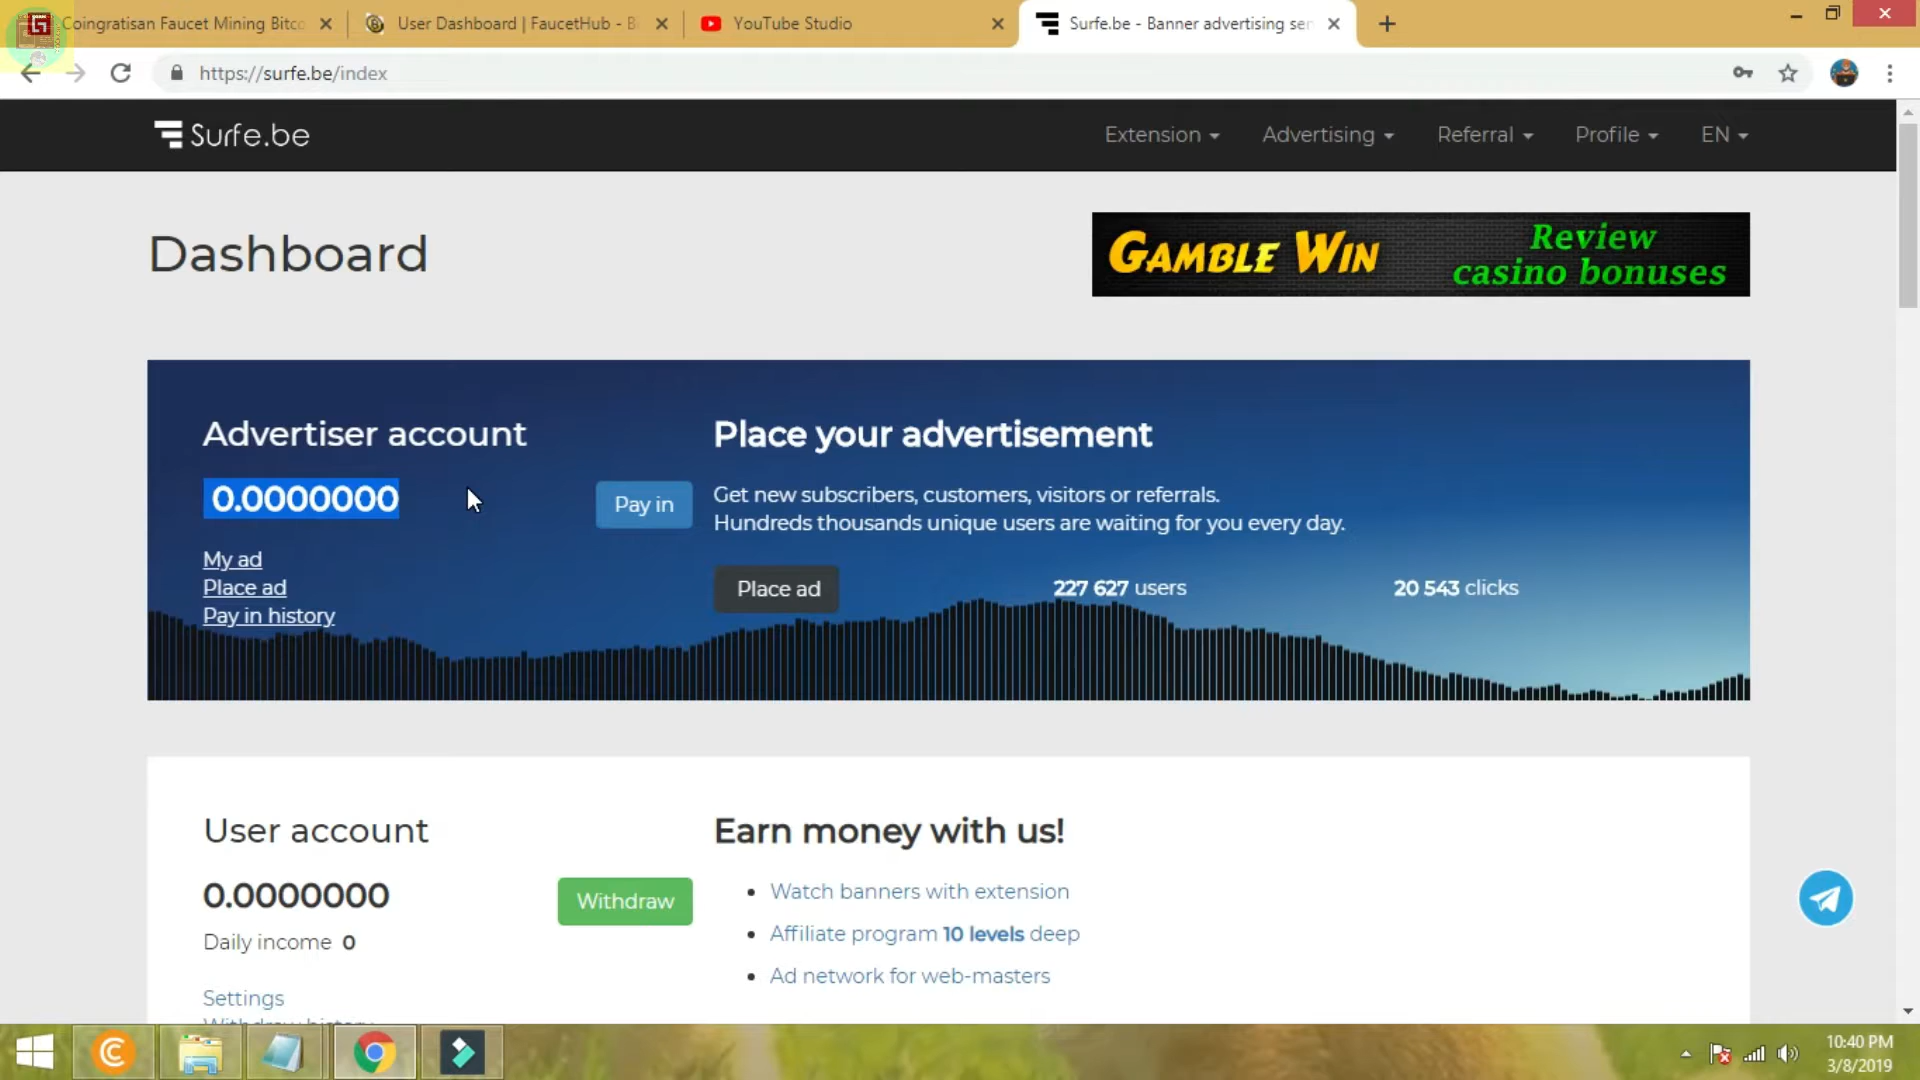 Coingratisan Faucet Mining Bitco
User Dashboard | FaucetHub - B
YouTube Studio
Surfe.be - Banner advertising ser
https://surfe.be/index
Surfe.be
Extension
Advertising
Referral
Profile
EN
Dashboard
GAMBLE WIN
Review
casino bonuses
Advertiser account
0.0000000
Pay in
My ad
Place ad
Pay in history
Place your advertisement
Get new subscribers, customers, visitors or referrals.
Hundreds thousands unique users are waiting for you every day.
Place ad
227 627 users
20 543 clicks
User account
0.0000000
Withdraw
Daily income 0
Settings
Withdraw history
Earn money with us!
Watch banners with extension
Affiliate program 10 levels deep
Ad network for web-masters
10:40 PM
3/8/2019